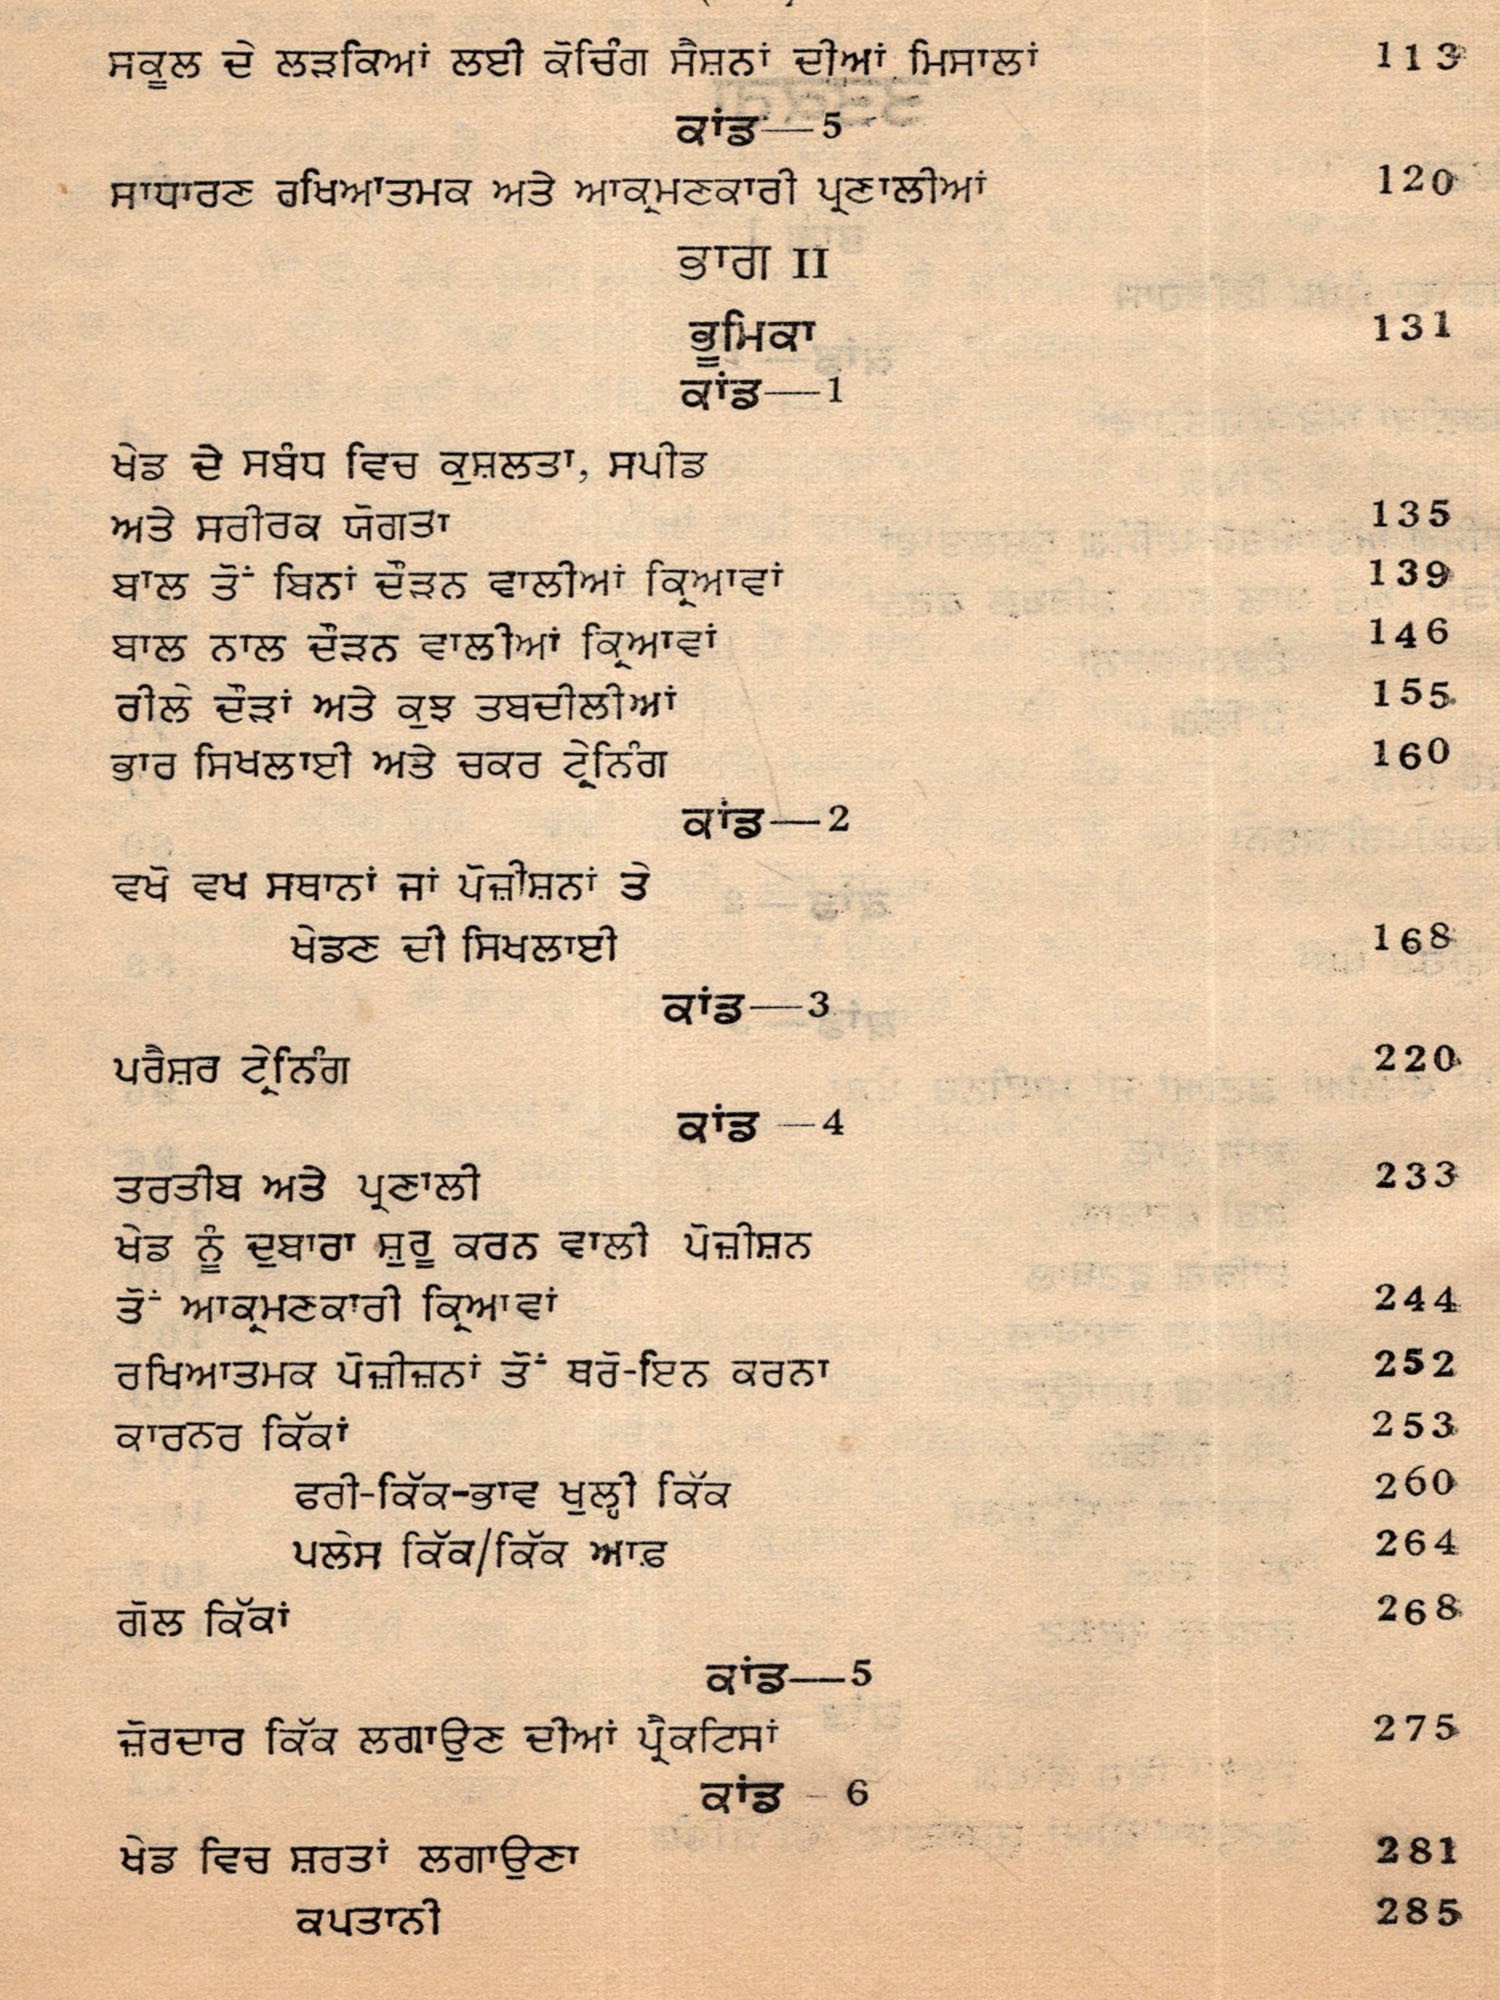 ਸਕੂਲ ਦੇ ਲੜਕਿਆਂ ਲਈ ਕੋਚਿੰਗ ਸੈਸ਼ਨਾਂ ਦੀਆਂ ਮਿਸਾਲਾਂ 113
ਕਾਂਡ—5
ਸਾਧਾਰਣ ਰਖਿਆਤਮਕ ਅਤੇ ਆਕ੍ਰਮਣਕਾਰੀ ਪ੍ਰਣਾਲੀਆਂ 120
ਭਾਗ II
ਭੂਮਿਕਾ 131
ਕਾਂਡ—1
ਖੇਡ ਦੇ ਸਬੰਧ ਵਿਚ ਕੁਸ਼ਲਤਾ, ਸਪੀਡ
ਅਤੇ ਸਰੀਰਕ ਯੋਗਤਾ 135
ਬਾਲ ਤੋਂ ਬਿਨਾਂ ਦੌੜਨ ਵਾਲੀਆਂ ਕ੍ਰਿਆਵਾਂ 139
ਬਾਲ ਨਾਲ ਦੌੜਨ ਵਾਲੀਆਂ ਕ੍ਰਿਆਵਾਂ 146
ਰੀਲੇ ਦੌੜਾਂ ਅਤੇ ਕੁਝ ਤਬਦੀਲੀਆਂ 155
ਭਾਰ ਸਿਖਲਾਈ ਅਤੇ ਚਕਰ ਟ੍ਰੇਨਿੰਗ 160
ਕਾਂਡ—2
ਵਖੋ ਵਖ ਸਥਾਨਾਂ ਜਾਂ ਪੋਜ਼ੀਸ਼ਨਾਂ ਤੇ
ਖੇਡਣ ਦੀ ਸਿਖਲਾਈ 168
ਕਾਂਡ—3
ਪਰੈਸ਼ਰ ਟ੍ਰੇਨਿੰਗ 220
ਕਾਂਡ —4
ਤਰਤੀਬ ਅਤੇ ਪ੍ਰਣਾਲੀ 233
ਖੇਡ ਨੂੰ ਦੁਬਾਰਾ ਸ਼ੁਰੂ ਕਰਨ ਵਾਲੀ ਪੋਜ਼ੀਸ਼ਨ
ਤੋਂ ਆਕ੍ਰਮਣਕਾਰੀ ਕ੍ਰਿਆਵਾਂ 244
ਰਖਿਆਤਮਕ ਪੋਜ਼ੀਜ਼ਨਾਂ ਤੋਂ ਥਰੋ-ਇਨ ਕਰਨਾ 252
ਕਾਰਨਰ ਕਿੱਕਾਂ 253
ਫਰੀ-ਕਿੱਕ-ਭਾਵ ਖੁਲ੍ਹੀ ਕਿੱਕ 260
ਪਲੇਸ ਕਿੱਕ/ਕਿੱਕ ਆਫ਼ 264
ਗੋਲ ਕਿੱਕਾਂ 268
ਕਾਂਡ—5
ਜ਼ੋਰਦਾਰ ਕਿੱਕ ਲਗਾਉਣ ਦੀਆਂ ਪ੍ਰੈਕਟਿਸਾਂ 275
ਕਾਂਡ – 6
ਖੇਡ ਵਿਚ ਸ਼ਰਤਾਂ ਲਗਾਉਣਾ 281
ਕਪਤਾਨੀ 285